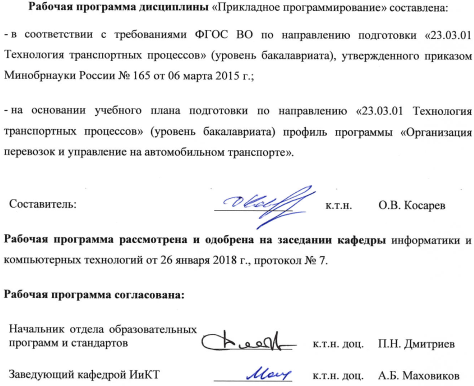 Рабочая программа дисциплины «Прикладное программирование» составлена:
- в соответствии с требованиями ФГОС ВО по направлению подготовки «23.03.01
Технология транспортных процессов» (уровень бакалавриата), утвержденного приказом
Минобрнауки России № 165 от 06 марта 2015 г.;
- на основании учебного плана подготовки по направлению «23.03.01 Технология
транспортных процессов» (уровень бакалавриата) профиль программы «Организация
перевозок и управление на автомобильном транспорте».
Составитель: к.т.н. О.В. Косарев
Рабочая программа рассмотрена и одобрена на заседании кафедры информатики и
компьютерных технологий от 26 января 2018 г., протокол № 7.
Рабочая программа согласована:
Начальник отдела образовательных
программ и стандартов к.т.н. доц. П.Н. Дмитриев
Заведующий кафедрой ИиКТ к.т.н. доц. А.Б. Маховиков